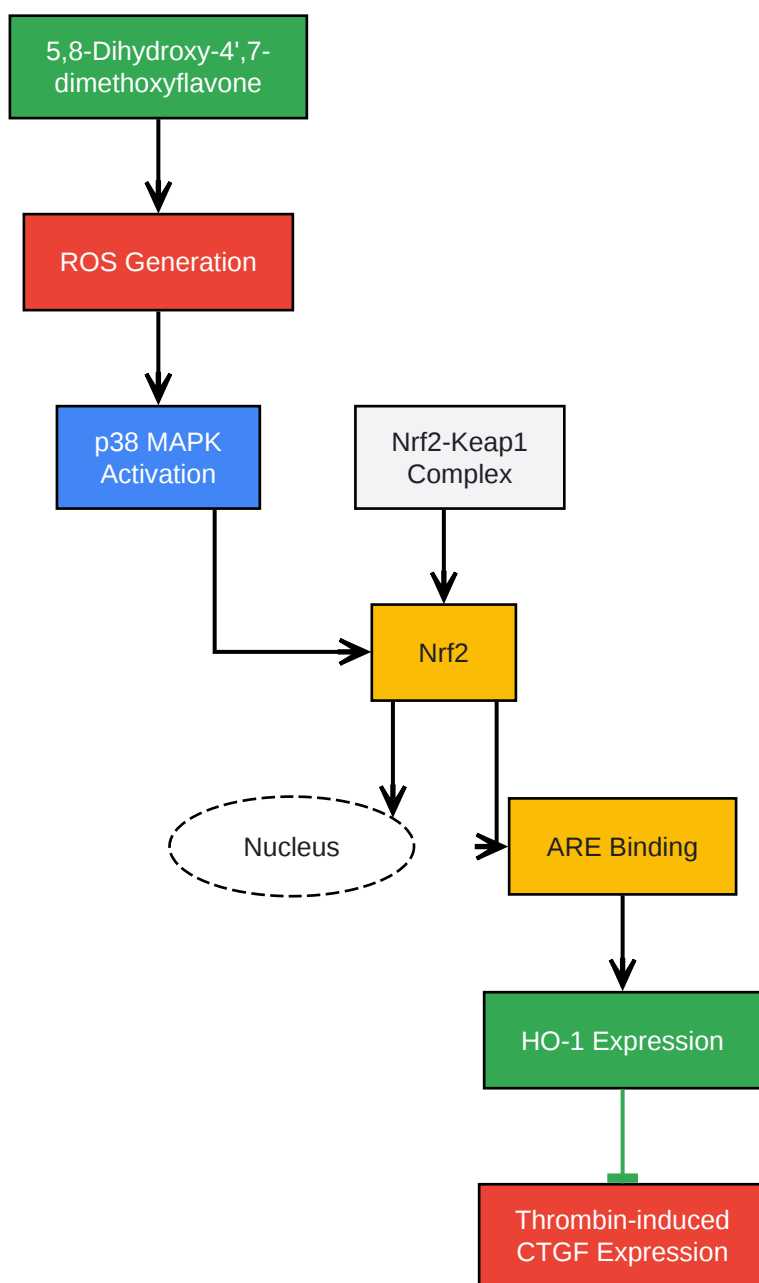 5,8-Dihydroxy-4',7-
dimethoxyflavone
ROS Generation
p38 MAPK
Activation
Nrf2-Keap1
Complex
Nrf2
Nucleus
ARE Binding
HO-1 Expression
Thrombin-induced
CTGF Expression